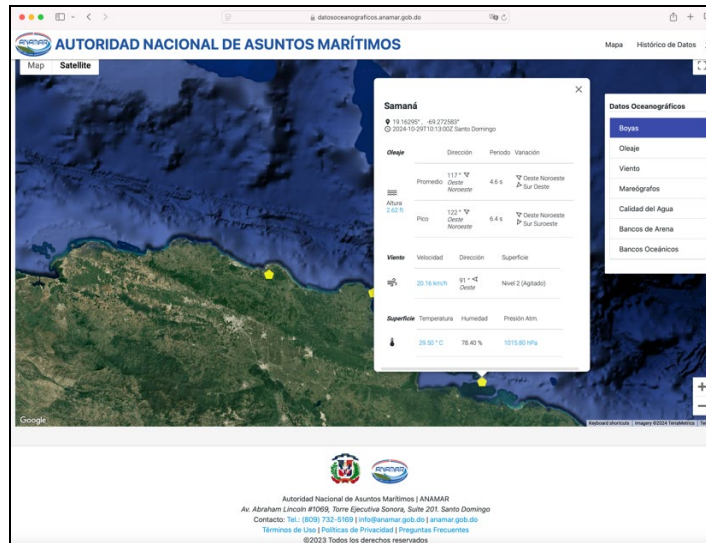 datosoceanograficos.anamar.gob.do
ANAMAR
AUTORIDAD NACIONAL DE ASUNTOS MARÍTIMOS
Mapa Histórico de Datos
Map Satellite
Samaná
19.16295°, -69.272583°
2024-10-29T10:13:00Z Santo Domingo
Oleaje Dirección Periodo Variación
Altura
2.62 ft
Promedio 117° Oeste Noroeste 4.6 s Oeste Noroeste
Sur Oeste
Pico 122° Oeste Noroeste 6.4 s Oeste Noroeste
Sur Suroeste
Viento Velocidad Dirección Superficie
20.16 km/h 91° Oeste Nivel 2 (Agitado)
Superficie Temperatura Humedad Presión Atm.
29.50 ° C 78.40 % 1015.80 hPa
Datos Oceanográficos
Boyas
Oleaje
Viento
Mareógrafos
Calidad del Agua
Bancos de Arena
Bancos Oceánicos
Google
Keyboard shortcuts Imagery ©2024 TerraMetrics
ANAMAR
Autoridad Nacional de Asuntos Marítimos | ANAMAR
Av. Abraham Lincoln #1069, Torre Ejecutiva Sonora, Suite 201. Santo Domingo
Contacto: Tel.: (809) 732-5169 | info@anamar.gob.do | anamar.gob.do
Términos de Uso | Políticas de Privacidad | Preguntas Frecuentes
©2023 Todos los derechos reservados